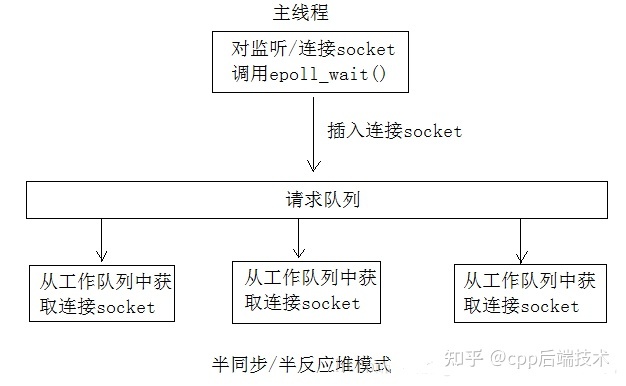 主线程
对监听/连接socket
调用epoll_wait()
插入连接socket
请求队列
从工作队列中获
取连接socket
从工作队列中获
取连接socket
从工作队列中获
取连接socket
半同步/半反应堆模式
知乎 @cpp后端技术